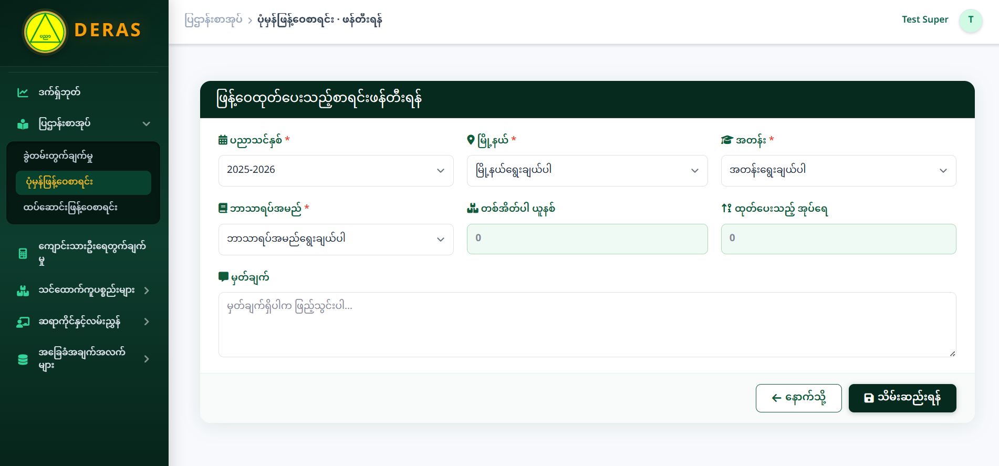 ပညာ
DERAS
ဒက်ရှ်ဘုတ်
ပြဌာန်းစာအုပ်
ခွဲတမ်းတွက်ချက်မှု
ပုံမှန်ဖြန့်ဝေစာရင်း
ထပ်ဆောင်းဖြန့်ဝေစာရင်း
ကျောင်းသားဦးရေတွက်ချက်
မှု
သင်ထောက်ကူပစ္စည်းများ
ဆရာကိုင်နှင့်လမ်းညွှန်
အခြေခံအချက်အလက်
များ
ပြဌာန်းစာအုပ် › ပုံမှန်ဖြန့်ဝေစာရင်း · ဖန်တီးရန်
Test Super
T
ဖြန့်ဝေထုတ်ပေးသည့်စာရင်းဖန်တီးရန်
ပညာသင်နှစ် *
မြို့နယ် *
အတန်း *
2025-2026
မြို့နယ်ရွေးချယ်ပါ
အတန်းရွေးချယ်ပါ
ဘာသာရပ်အမည် *
တစ်အိတ်ပါ ယူနစ်
ထုတ်ပေးသည့် အုပ်ရေ
ဘာသာရပ်အမည်ရွေးချယ်ပါ
0
0
မှတ်ချက်
မှတ်ချက်ရှိပါက ဖြည့်သွင်းပါ...
နောက်သို့
သိမ်းဆည်းရန်